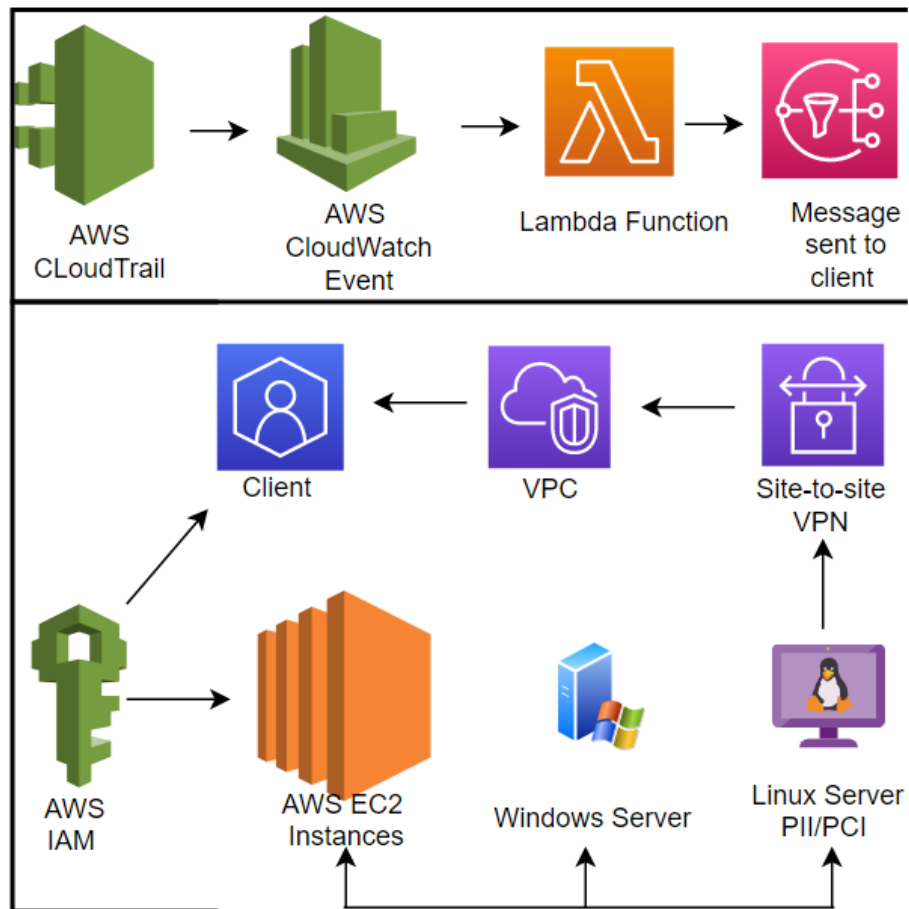 AWS
CLoudTrail
AWS
CloudWatch
Event
Lambda Function
Message
sent to
client
Client
VPC
Site-to-site
VPN
AWS
IAM
AWS EC2
Instances
Windows Server
Linux Server
PII/PCI